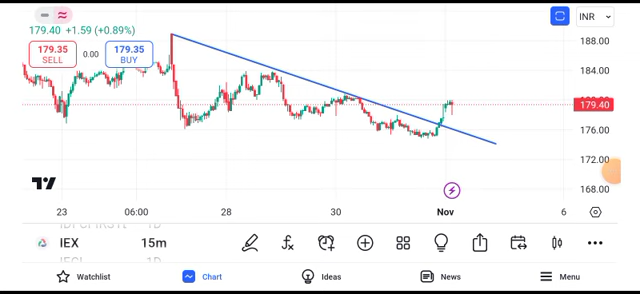 179.40 +1.59 (+0.89%)
179.35
SELL
0.00
179.35
BUY
INR
188.00
184.00
179.40
176.00
172.00
168.00
23
06:00
28
30
Nov
6
1D
IEX
15m
1D
Watchlist
Chart
Ideas
News
Menu